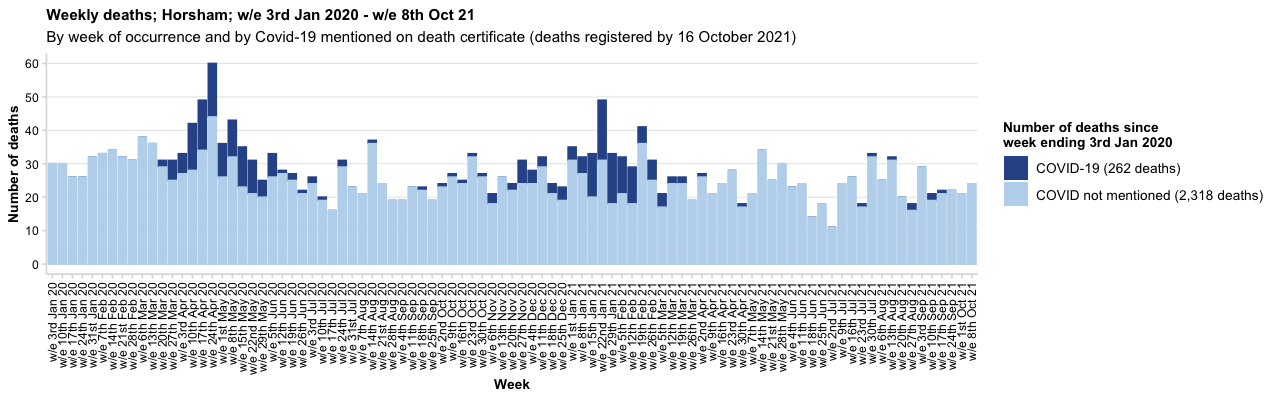 Weekly deaths; Horsham; w/e 3rd Jan 2020 - w/e 8th Oct 21
By week of occurrence and by Covid-19 mentioned on death certificate (deaths registered by 16 October 2021)
Number of deaths
60
50
40
30
20
10
0
w/e 3rd Jan 20
w/e 10th Jan 20
w/e 17th Jan 20
w/e 24th Jan 20
w/e 31st Jan 20
w/e 7th Feb 20
w/e 14th Feb 20
w/e 21st Feb 20
w/e 28th Feb 20
w/e 6th Mar 20
w/e 13th Mar 20
w/e 20th Mar 20
w/e 27th Mar 20
w/e 3rd Apr 20
w/e 10th Apr 20
w/e 17th Apr 20
w/e 24th Apr 20
w/e 1st May 20
w/e 8th May 20
w/e 15th May 20
w/e 22nd May 20
w/e 29th May 20
w/e 5th Jun 20
w/e 12th Jun 20
w/e 19th Jun 20
w/e 26th Jun 20
w/e 3rd Jul 20
w/e 10th Jul 20
w/e 17th Jul 20
w/e 24th Jul 20
w/e 31st Jul 20
w/e 7th Aug 20
w/e 14th Aug 20
w/e 21st Aug 20
w/e 28th Aug 20
w/e 4th Sep 20
w/e 11th Sep 20
w/e 18th Sep 20
w/e 25th Sep 20
w/e 2nd Oct 20
w/e 9th Oct 20
w/e 16th Oct 20
w/e 23rd Oct 20
w/e 30th Oct 20
w/e 6th Nov 20
w/e 13th Nov 20
w/e 20th Nov 20
w/e 27th Nov 20
w/e 4th Dec 20
w/e 11th Dec 20
w/e 18th Dec 20
w/e 25th Dec 20
w/e 1st Jan 21
w/e 8th Jan 21
w/e 15th Jan 21
w/e 22nd Jan 21
w/e 29th Jan 21
w/e 5th Feb 21
w/e 12th Feb 21
w/e 19th Feb 21
w/e 26th Feb 21
w/e 5th Mar 21
w/e 12th Mar 21
w/e 19th Mar 21
w/e 26th Mar 21
w/e 2nd Apr 21
w/e 9th Apr 21
w/e 16th Apr 21
w/e 23rd Apr 21
w/e 30th Apr 21
w/e 7th May 21
w/e 14th May 21
w/e 21st May 21
w/e 28th May 21
w/e 4th Jun 21
w/e 11th Jun 21
w/e 18th Jun 21
w/e 25th Jun 21
w/e 2nd Jul 21
w/e 9th Jul 21
w/e 16th Jul 21
w/e 23rd Jul 21
w/e 30th Jul 21
w/e 6th Aug 21
w/e 13th Aug 21
w/e 20th Aug 21
w/e 27th Aug 21
w/e 3rd Sep 21
w/e 10th Sep 21
w/e 17th Sep 21
w/e 24th Sep 21
w/e 1st Oct 21
w/e 8th Oct 21
Week
Number of deaths since
week ending 3rd Jan 2020
COVID-19 (262 deaths)
COVID not mentioned (2,318 deaths)